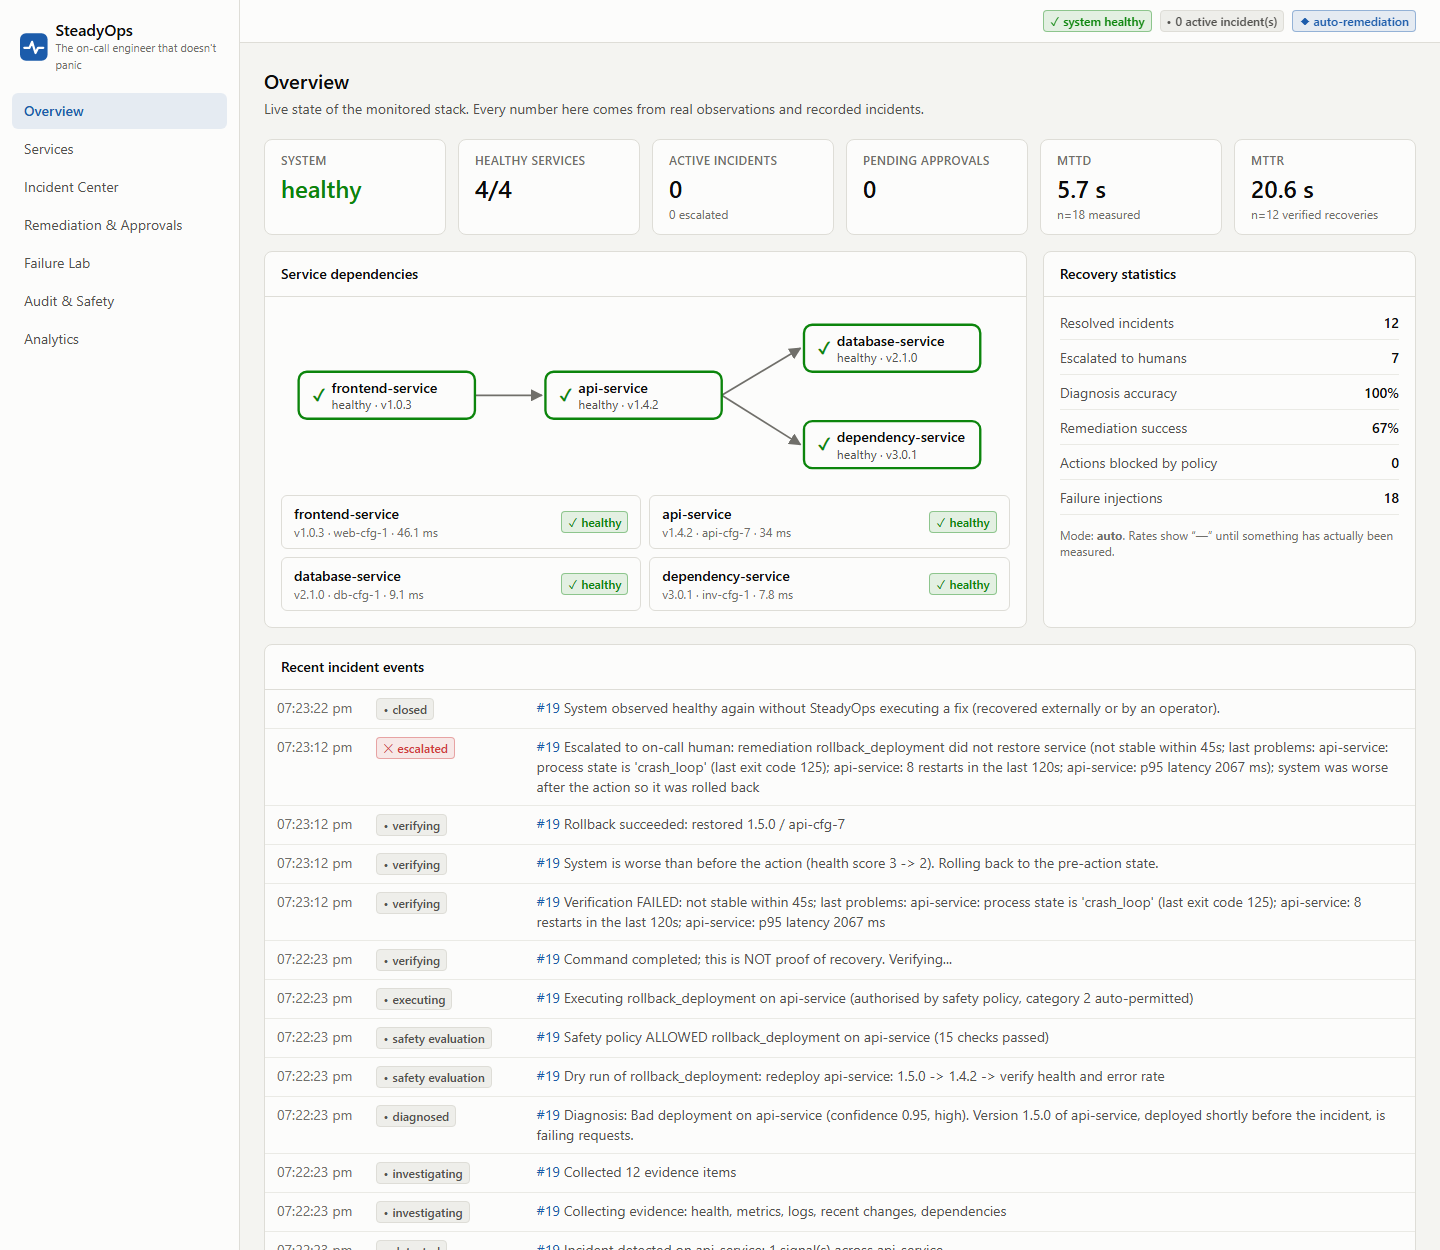 SteadyOps
The on-call engineer that doesn't
panic
✓ system healthy
• 0 active incident(s)
◆ auto-remediation
Overview
Services
Incident Center
Remediation & Approvals
Failure Lab
Audit & Safety
Analytics
Overview
Live state of the monitored stack. Every number here comes from real observations and recorded incidents.
SYSTEM
healthy
HEALTHY SERVICES
4/4
ACTIVE INCIDENTS
0
0 escalated
PENDING APPROVALS
0
MTTD
5.7 s
n=18 measured
MTTR
20.6 s
n=12 verified recoveries
Service dependencies
✓ frontend-service
healthy · v1.0.3
✓ api-service
healthy · v1.4.2
✓ database-service
healthy · v2.1.0
✓ dependency-service
healthy · v3.0.1
frontend-service
v1.0.3 · web-cfg-1 · 46.1 ms
✓ healthy
api-service
v1.4.2 · api-cfg-7 · 34 ms
✓ healthy
database-service
v2.1.0 · db-cfg-1 · 9.1 ms
✓ healthy
dependency-service
v3.0.1 · inv-cfg-1 · 7.8 ms
✓ healthy
Recovery statistics
Resolved incidents 12
Escalated to humans 7
Diagnosis accuracy 100%
Remediation success 67%
Actions blocked by policy 0
Failure injections 18
Mode: auto. Rates show “—” until something has actually been
measured.
Recent incident events
07:23:22 pm • closed #19 System observed healthy again without SteadyOps executing a fix (recovered externally or by an operator).
07:23:12 pm ✕ escalated #19 Escalated to on-call human: remediation rollback_deployment did not restore service (not stable within 45s; last problems: api-service:
process state is 'crash_loop' (last exit code 125); api-service: 8 restarts in the last 120s; api-service: p95 latency 2067 ms); system was worse
after the action so it was rolled back
07:23:12 pm • verifying #19 Rollback succeeded: restored 1.5.0 / api-cfg-7
07:23:12 pm • verifying #19 System is worse than before the action (health score 3 -> 2). Rolling back to the pre-action state.
07:23:12 pm • verifying #19 Verification FAILED: not stable within 45s; last problems: api-service: process state is 'crash_loop' (last exit code 125); api-service: 8
restarts in the last 120s; api-service: p95 latency 2067 ms
07:22:23 pm • verifying #19 Command completed; this is NOT proof of recovery. Verifying...
07:22:23 pm • executing #19 Executing rollback_deployment on api-service (authorised by safety policy, category 2 auto-permitted)
07:22:23 pm • safety evaluation #19 Safety policy ALLOWED rollback_deployment on api-service (15 checks passed)
07:22:23 pm • safety evaluation #19 Dry run of rollback_deployment: redeploy api-service: 1.5.0 -> 1.4.2 -> verify health and error rate
07:22:23 pm • diagnosed #19 Diagnosis: Bad deployment on api-service (confidence 0.95, high). Version 1.5.0 of api-service, deployed shortly before the incident, is
failing requests.
07:22:23 pm • investigating #19 Collected 12 evidence items
07:22:23 pm • investigating #19 Collecting evidence: health, metrics, logs, recent changes, dependencies
07:22:23 pm • detected #19 Incident detected on api-service: 1 signal(s) across api-service